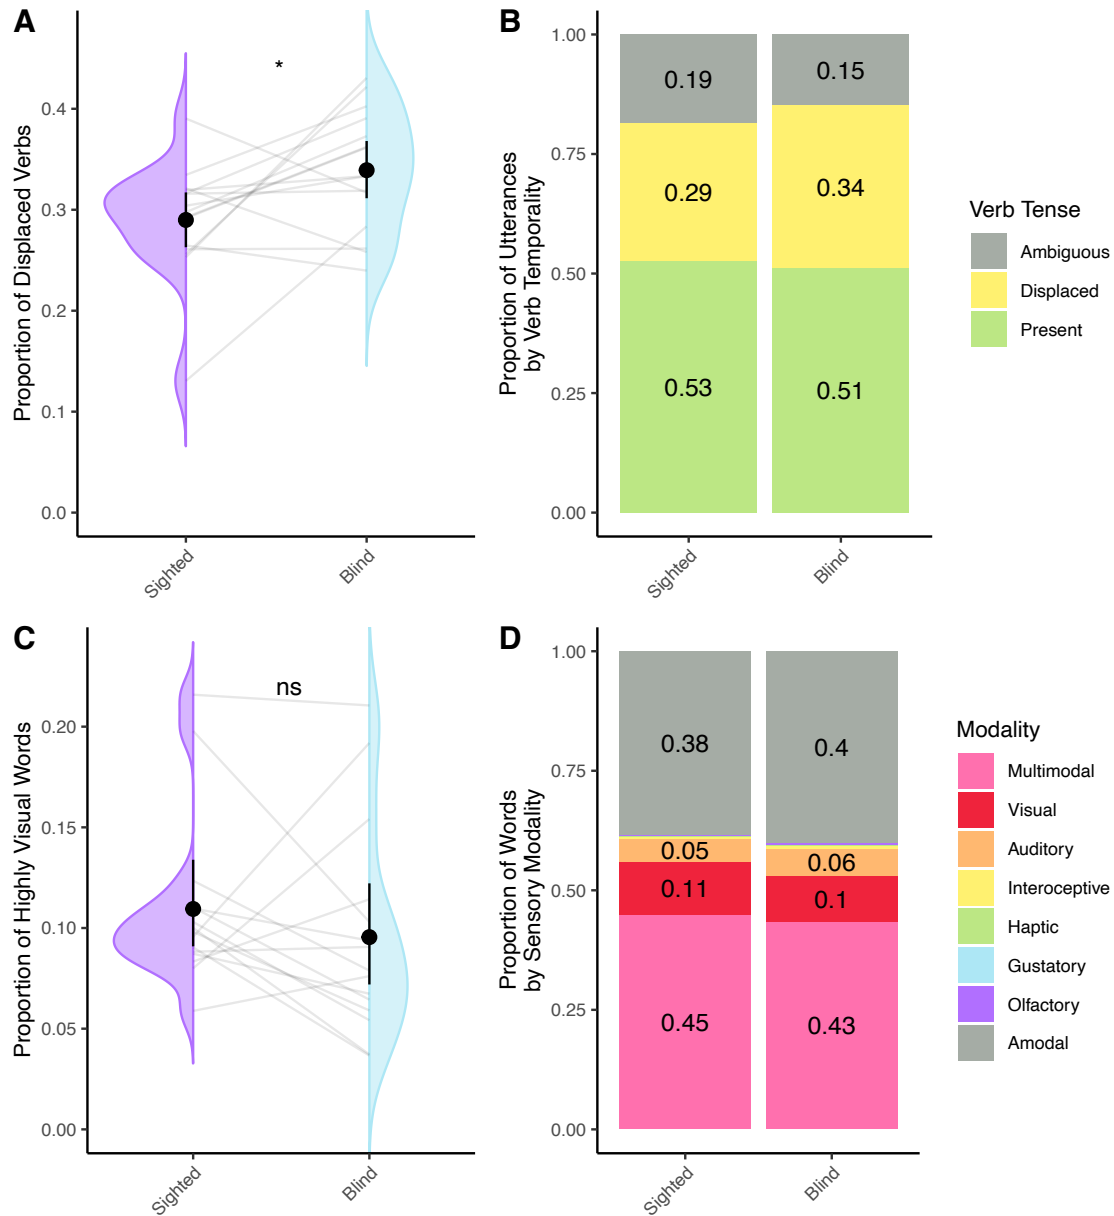 A
Proportion of Displaced Verbs
0.4
0.3
0.2
0.1
0.0
*
Sighted
Blind
B
Proportion of Utterances
by Verb Temporality
1.00
0.75
0.50
0.25
0.00
0.19
0.15
0.29
0.34
0.53
0.51
Sighted
Blind
Verb Tense
Ambiguous
Displaced
Present
C
Proportion of Highly Visual Words
0.20
0.15
0.10
0.05
0.00
ns
Sighted
Blind
D
Proportion of Words
by Sensory Modality
1.00
0.75
0.50
0.25
0.00
0.38
0.4
0.05
0.06
0.11
0.1
0.45
0.43
Sighted
Blind
Modality
Multimodal
Visual
Auditory
Interoceptive
Haptic
Gustatory
Olfactory
Amodal